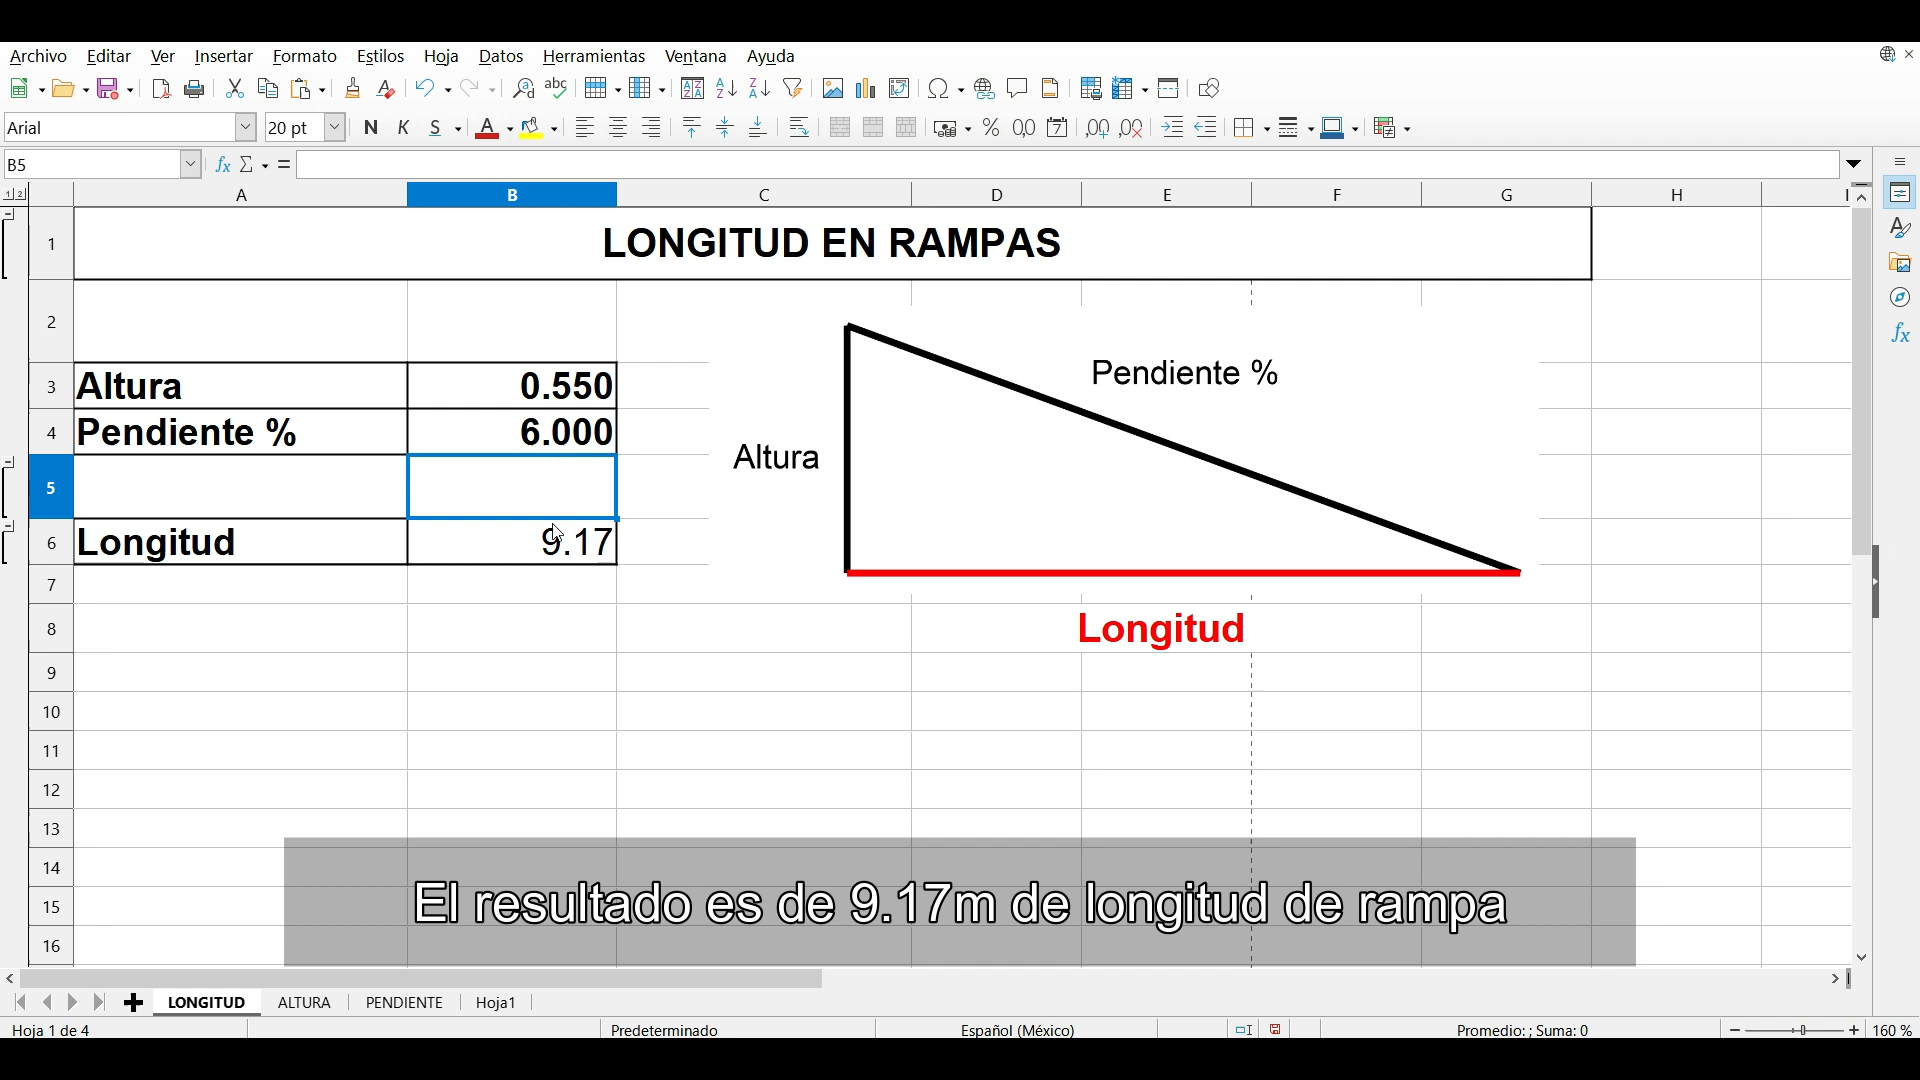 Archivo Editar Ver Insertar Formato Estilos Hoja Datos Herramientas Ventana Ayuda
Arial 20 pt N K S
B5
A B C D E F G H I
1 LONGITUD EN RAMPAS
2
Pendiente %
3 Altura 0.550
4 Pendiente % 6.000
Altura
5
6 Longitud 9.17
7
8 Longitud
9
10
11
12
13
14
15
16
El resultado es de 9.17m de longitud de rampa
LONGITUD ALTURA PENDIENTE Hoja1
Hoja 1 de 4 Predeterminado Español (México) Promedio: ; Suma: 0 160 %